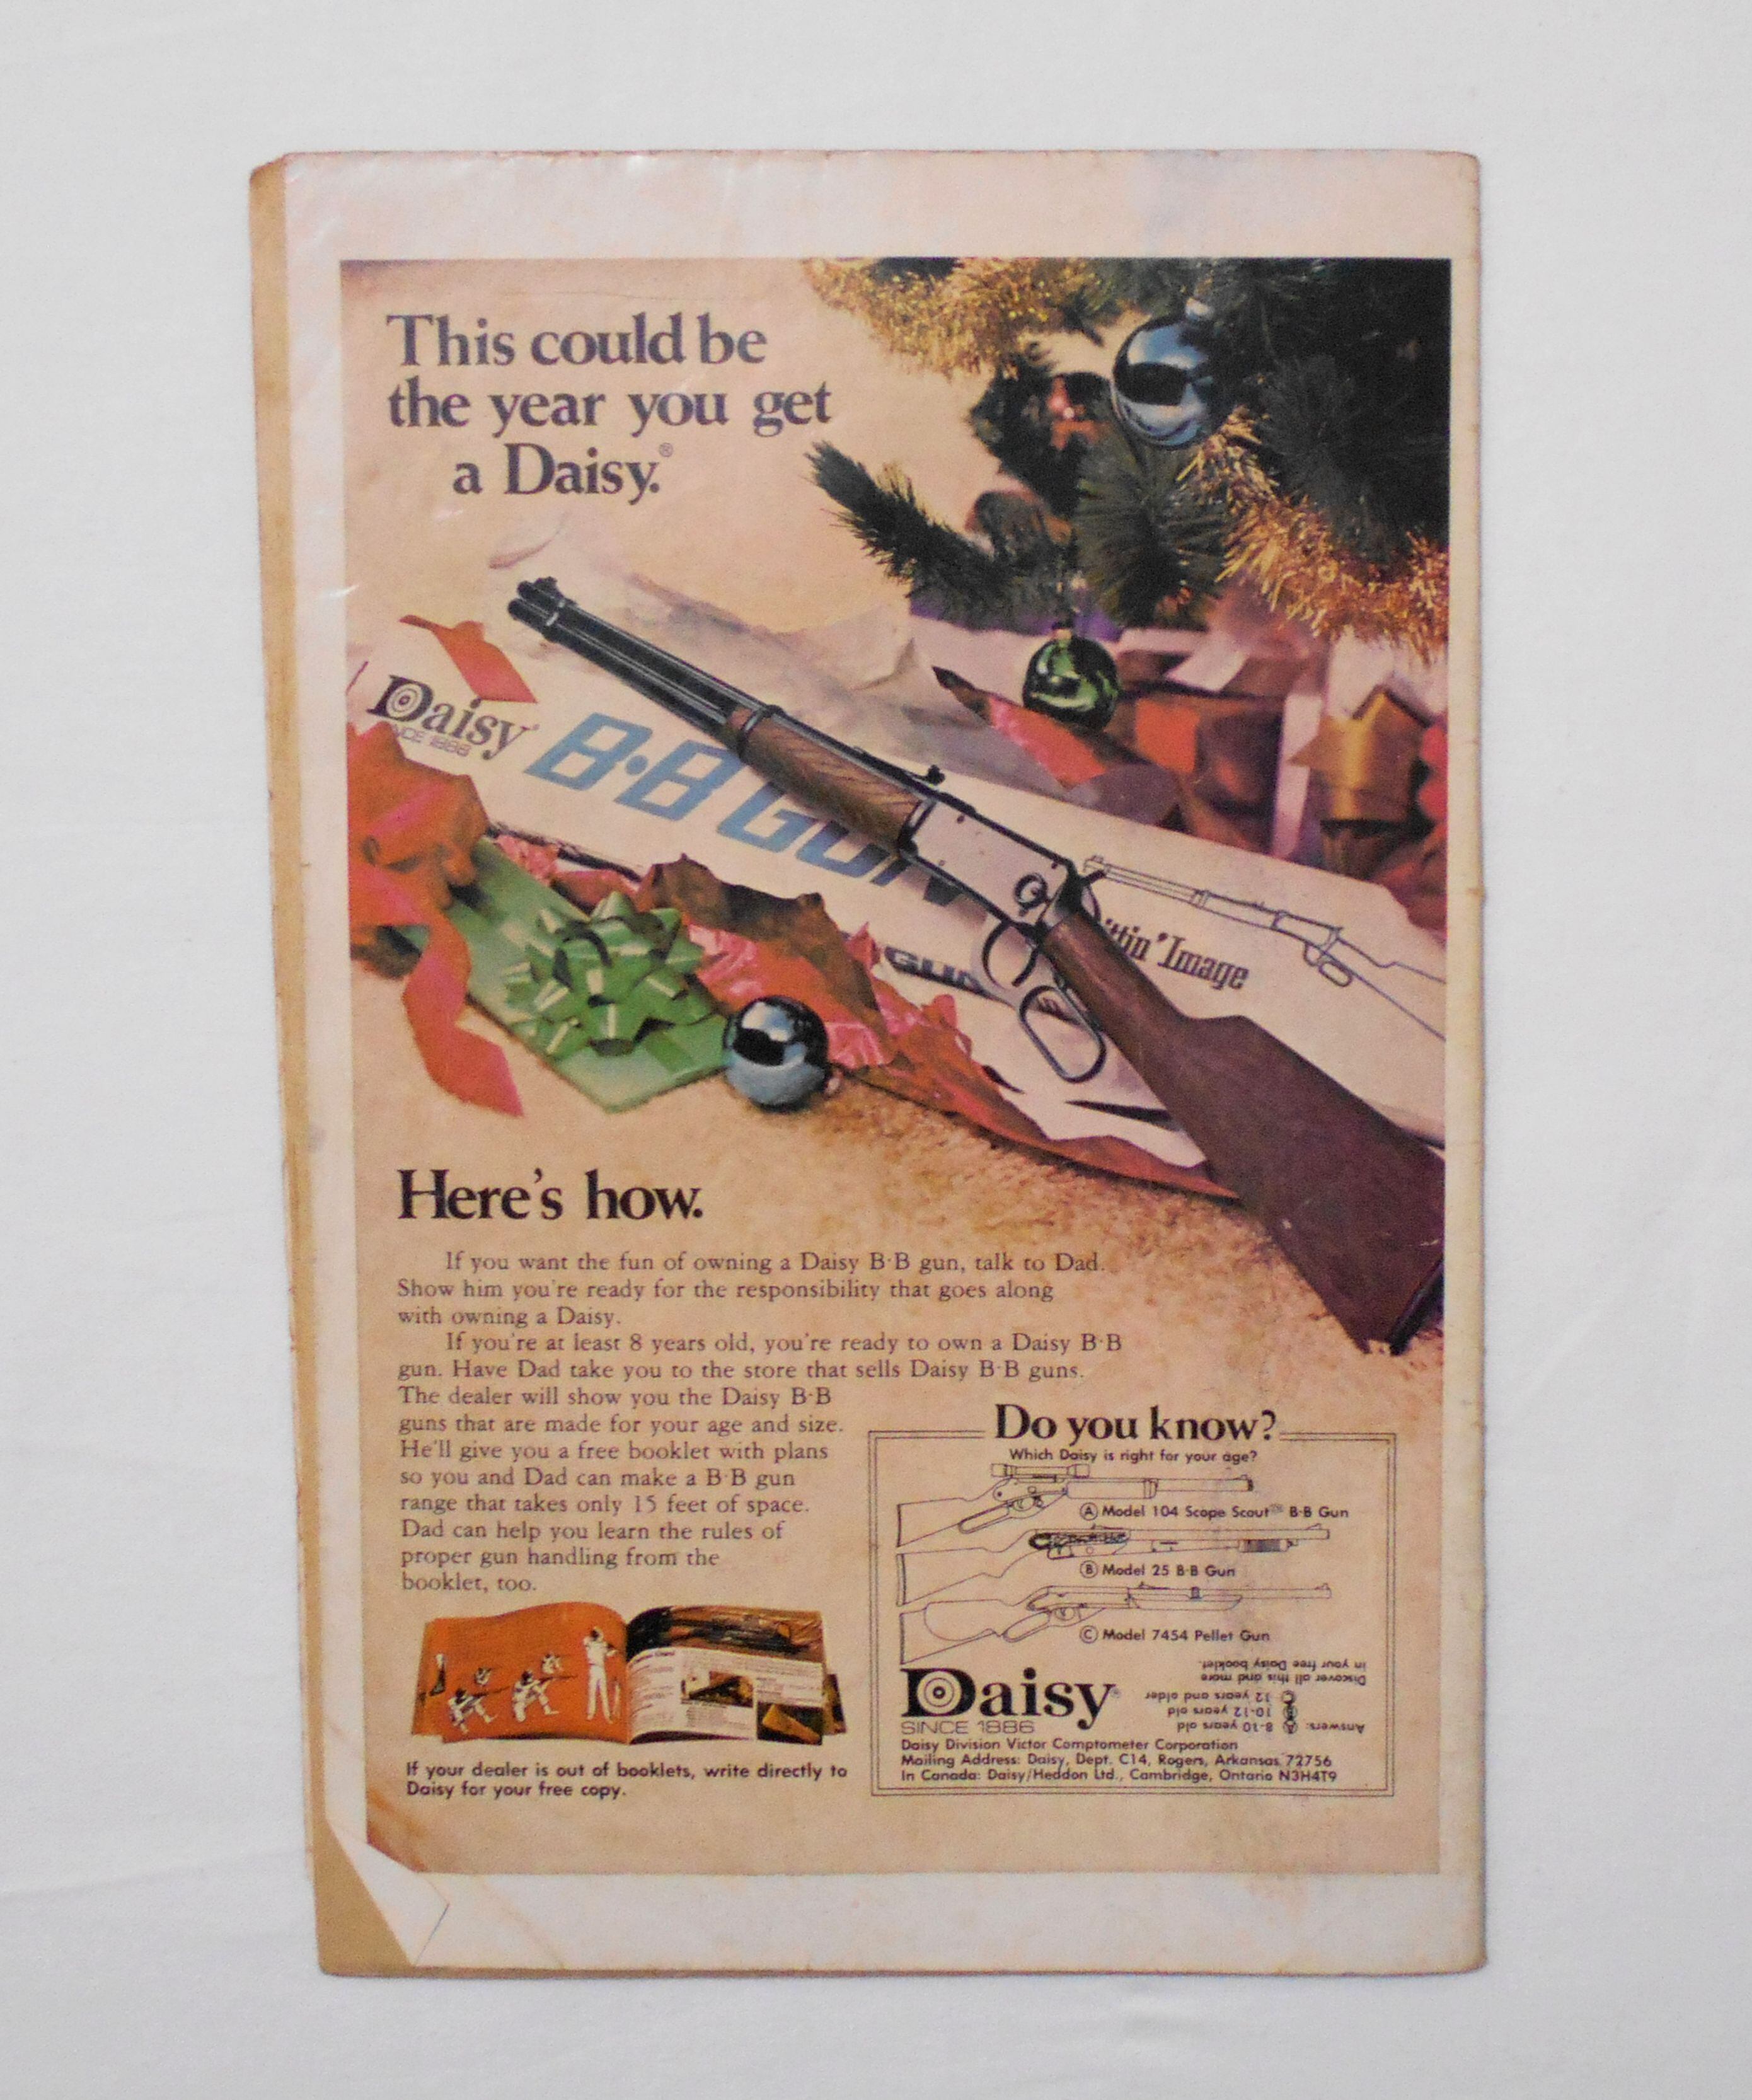 This could be
the year you get
a Daisy.®
Daisy®
SINCE 1886
B·B GUN
GUN
ittin' Image
Here's how.
If you want the fun of owning a Daisy B·B gun, talk to Dad.
Show him you're ready for the responsibility that goes along
with owning a Daisy.
If you're at least 8 years old, you're ready to own a Daisy B·B
gun. Have Dad take you to the store that sells Daisy B·B guns.
The dealer will show you the Daisy B·B
guns that are made for your age and size.
He'll give you a free booklet with plans
so you and Dad can make a B·B gun
range that takes only 15 feet of space.
Dad can help you learn the rules of
proper gun handling from the
booklet, too.
If your dealer is out of booklets, write directly to
Daisy for your free copy.
Do you know?
Which Daisy is right for your age?
Ⓐ Model 104 Scope Scout™ B·B Gun
Ⓑ Model 25 B·B Gun
Ⓒ Model 7454 Pellet Gun
Answers: Ⓐ 8-10 years old
Ⓑ 10-12 years old
Ⓒ 12 years and older
Discover all this and more
in your free Daisy booklet.
Daisy®
SINCE 1886
Daisy Division Victor Comptometer Corporation
Mailing Address: Daisy, Dept. C14, Rogers, Arkansas 72756
In Canada: Daisy/Heddon Ltd., Cambridge, Ontario N3H4T9